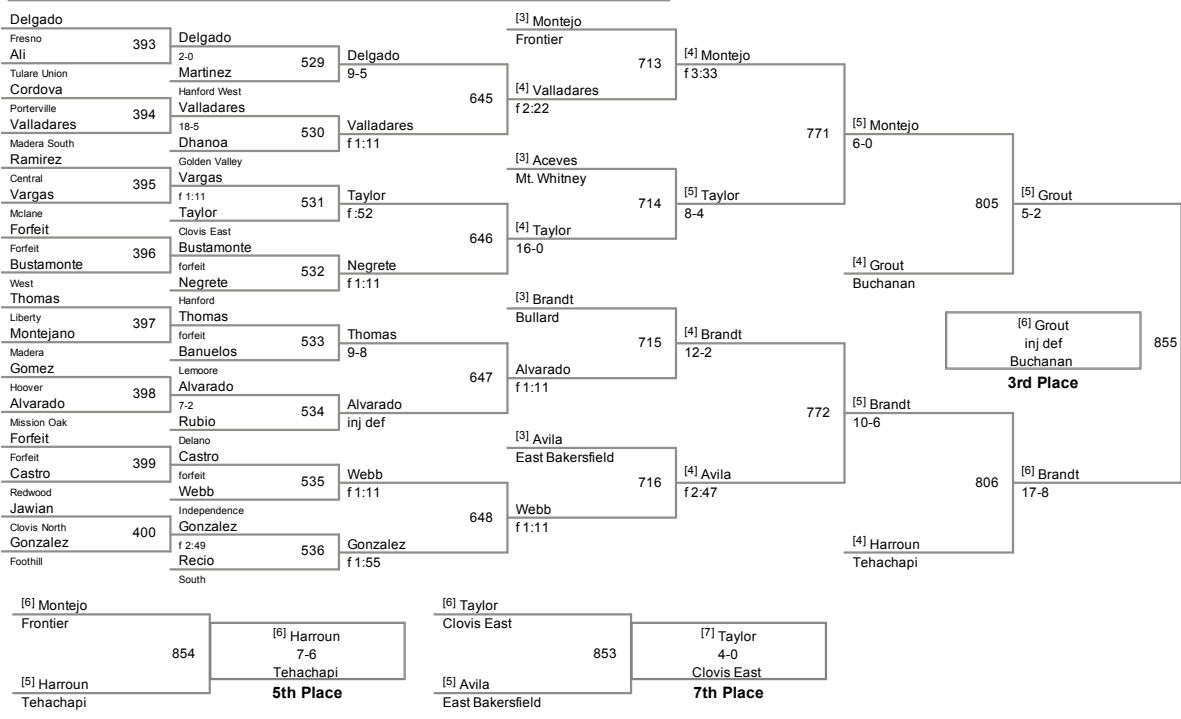 Delgado
Fresno
Ali
Tulare Union
Cordova
Porterville
Valladares
Madera South
Ramirez
Central
Vargas
Mclane
Forfeit
Forfeit
Bustamonte
West
Thomas
Liberty
Montejano
Madera
Gomez
Hoover
Alvarado
Mission Oak
Forfeit
Forfeit
Castro
Redwood
Jawian
Clovis North
Gonzalez
Foothill
393
394
395
396
397
398
399
400
Delgado
2-0
Martinez
Hanford West
Valladares
18-5
Dhanoa
Golden Valley
Vargas
f 1:11
Taylor
Clovis East
Bustamonte
forfeit
Negrete
Hanford
Thomas
forfeit
Banuelos
Lemoore
Alvarado
7-2
Rubio
Delano
Castro
forfeit
Webb
Independence
Gonzalez
f 2:49
Recio
South
529
530
531
532
533
534
535
536
Delgado
9-5
Valladares
f 1:11
Taylor
f :52
Negrete
f 1:11
Thomas
9-8
Alvarado
inj def
Webb
f 1:11
Gonzalez
f 1:55
645
646
647
648
[3] Montejo
Frontier
[4] Valladares
f 2:22
[3] Aceves
Mt. Whitney
[4] Taylor
16-0
[3] Brandt
Bullard
Alvarado
f 1:11
[3] Avila
East Bakersfield
Webb
f 1:11
713
714
715
716
[4] Montejo
f 3:33
[5] Taylor
8-4
[4] Brandt
12-2
[4] Avila
f 2:47
771
772
[5] Montejo
6-0
[4] Grout
Buchanan
[5] Brandt
10-6
[4] Harroun
Tehachapi
805
806
[5] Grout
5-2
[6] Brandt
17-8
855
[6] Grout
inj def
Buchanan
3rd Place
[6] Montejo
Frontier
854
[5] Harroun
Tehachapi
[6] Harroun
7-6
Tehachapi
5th Place
[6] Taylor
Clovis East
853
[5] Avila
East Bakersfield
[7] Taylor
4-0
Clovis East
7th Place